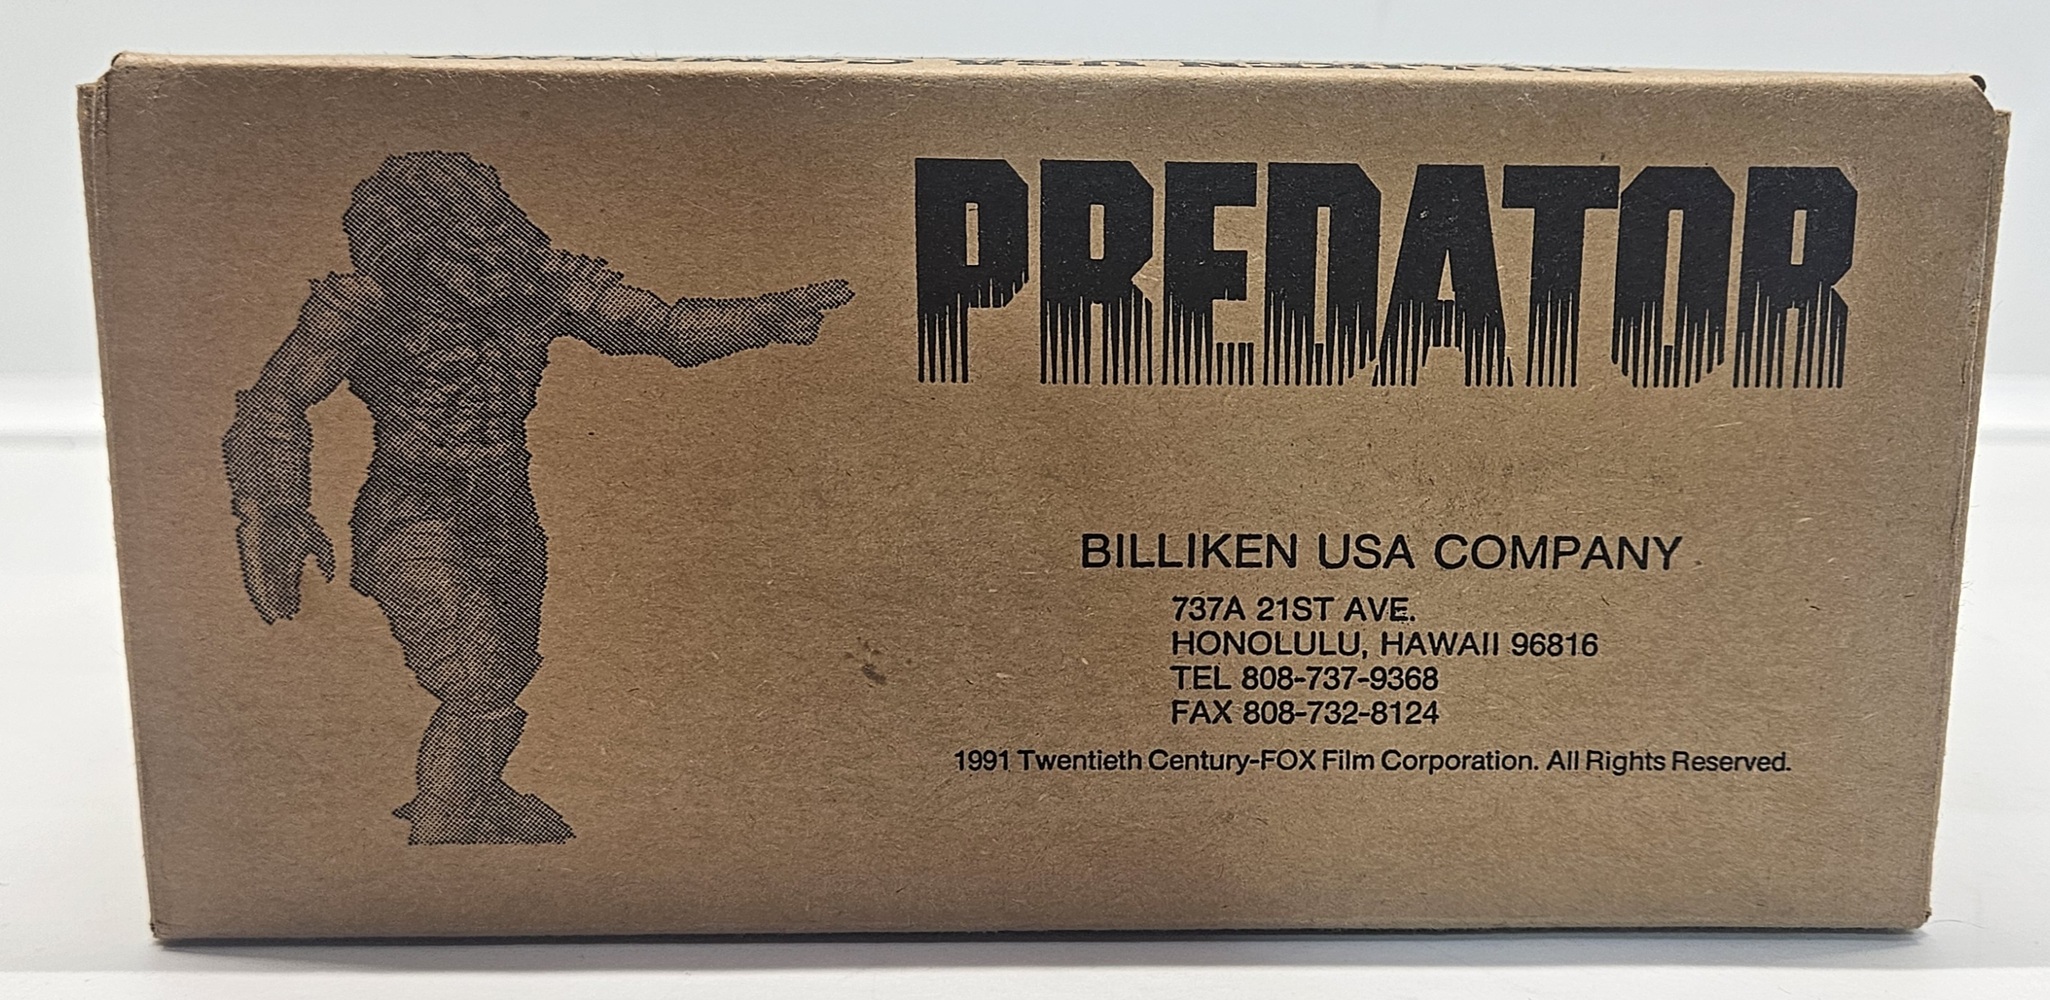 PREDATOR
BILLIKEN USA COMPANY
737A 21ST AVE.
HONOLULU, HAWAII 96816
TEL 808-737-9368
FAX 808-732-8124
1991 Twentieth Century-FOX Film Corporation. All Rights Reserved.